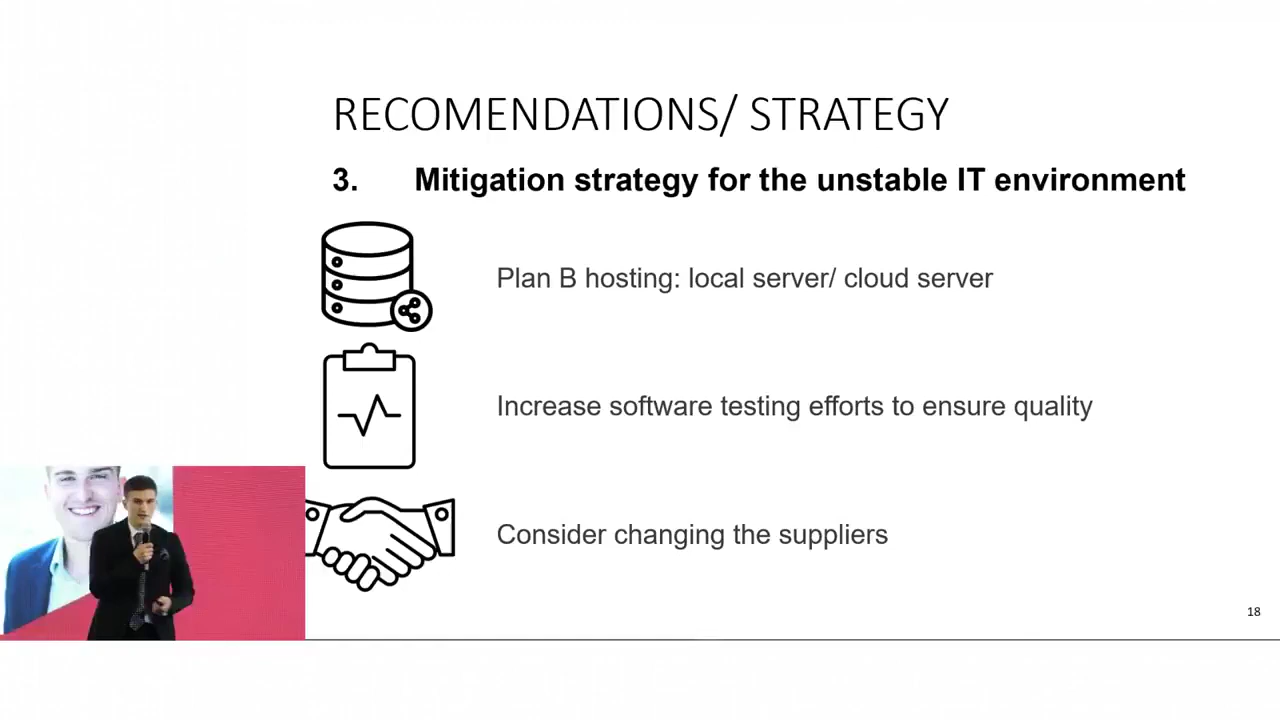 RECOMENDATIONS/ STRATEGY
3. Mitigation strategy for the unstable IT environment
Plan B hosting: local server/ cloud server
Increase software testing efforts to ensure quality
Consider changing the suppliers
18